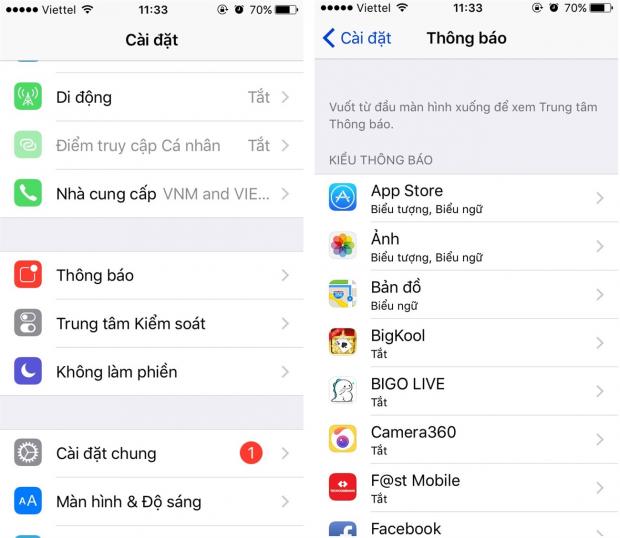 Viettel 11:33 70%
Cài đặt
Di động Tắt
Điểm truy cập Cá nhân Tắt
Nhà cung cấp VNM and VIE...
Thông báo
Trung tâm Kiểm soát
Không làm phiền
Cài đặt chung 1
AA Màn hình & Độ sáng
Viettel 11:33 70%
Cài đặt Thông báo
Vuốt từ đầu màn hình xuống để xem Trung tâm
Thông báo.
KIỂU THÔNG BÁO
App Store
Biểu tượng, Biểu ngữ
Ảnh
Biểu tượng, Biểu ngữ
Bản đồ
Biểu ngữ
BigKool
Tắt
BIGO LIVE
Tắt
Camera360
Tắt
F@st Mobile
Tắt
Facebook